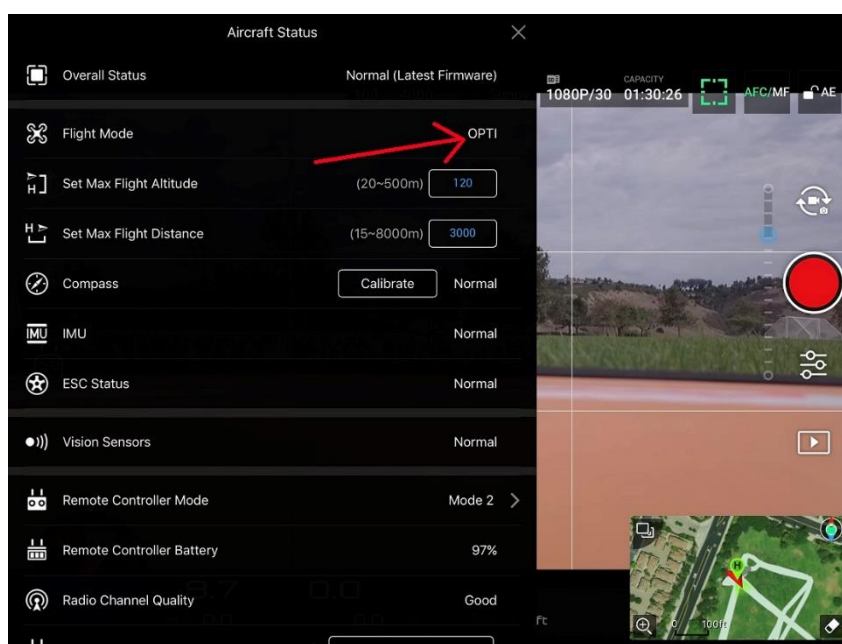 Aircraft Status
Overall Status Normal (Latest Firmware)
Flight Mode OPTI
H Set Max Flight Altitude (20~500m) 120
H Set Max Flight Distance (15~8000m) 3000
Compass Calibrate Normal
IMU IMU Normal
ESC Status Normal
Vision Sensors Normal
Remote Controller Mode Mode 2
Remote Controller Battery 97%
Radio Channel Quality Good
CAPACITY
1080P/30 01:30:26 AFC/MF AE
H
0 100ft
ft